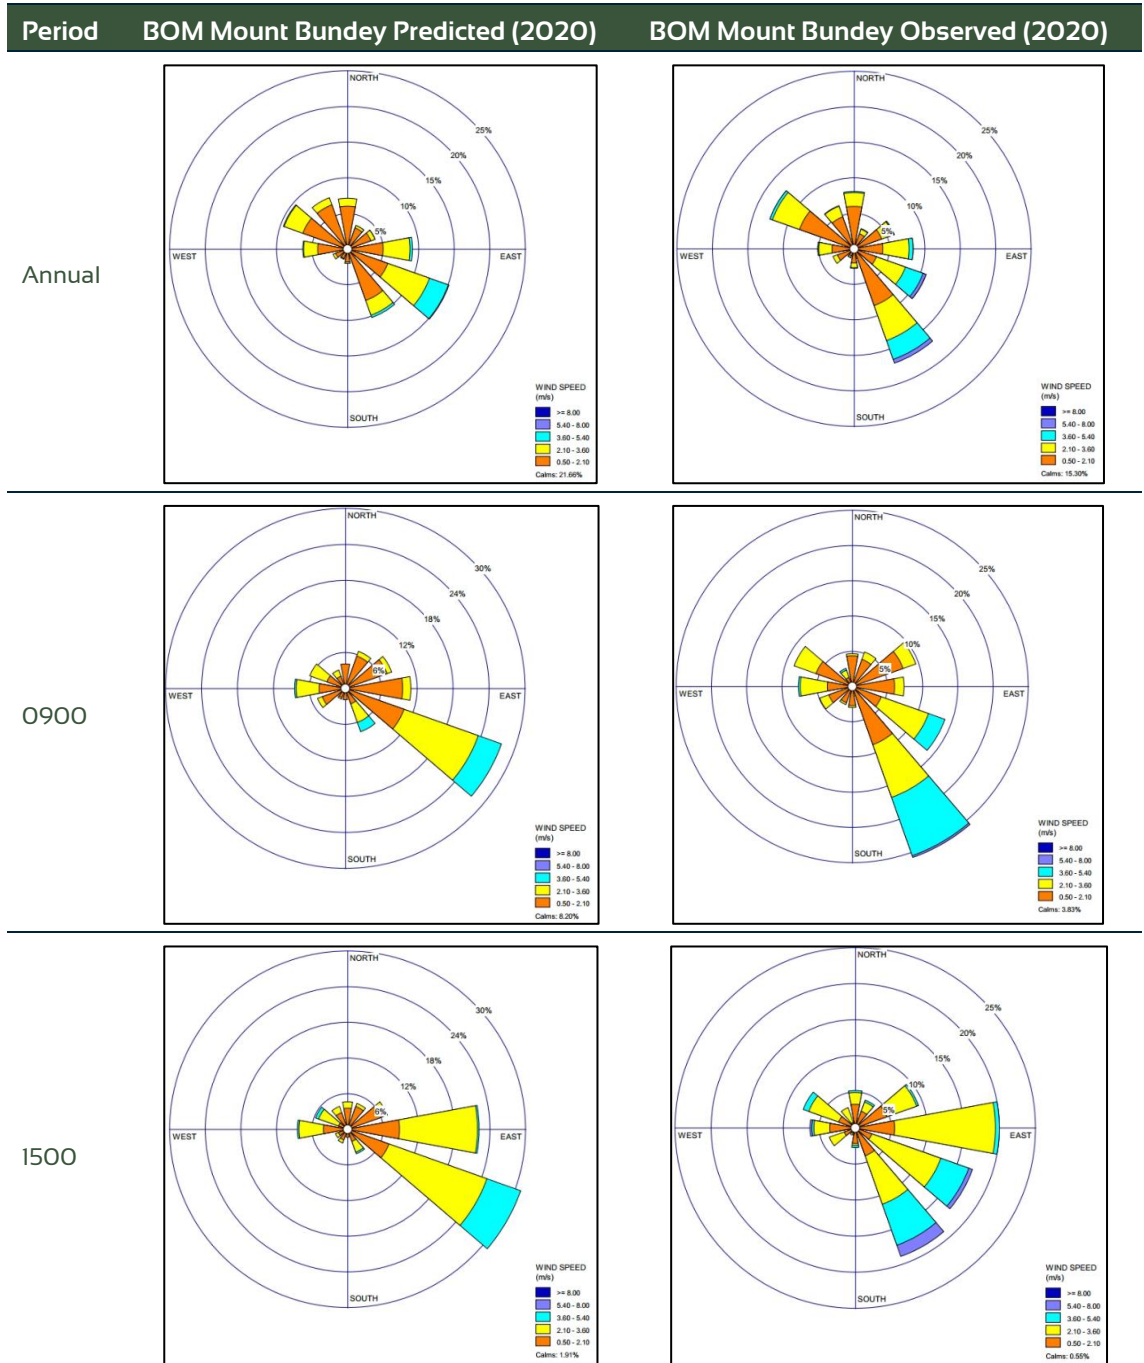 Period BOM Mount Bundey Predicted (2020) BOM Mount Bundey Observed (2020)
Annual
NORTH
25%
20%
15%
10%
5%
WEST EAST
SOUTH
WIND SPEED
(m/s)
>= 8.00
5.40 - 8.00
3.60 - 5.40
2.10 - 3.60
0.50 - 2.10
Calms: 21.66%
NORTH
25%
20%
15%
10%
5%
WEST EAST
SOUTH
WIND SPEED
(m/s)
>= 8.00
5.40 - 8.00
3.60 - 5.40
2.10 - 3.60
0.50 - 2.10
Calms: 15.30%
0900
NORTH
30%
24%
18%
12%
6%
WEST EAST
SOUTH
WIND SPEED
(m/s)
>= 8.00
5.40 - 8.00
3.60 - 5.40
2.10 - 3.60
0.50 - 2.10
Calms: 8.20%
NORTH
25%
20%
15%
10%
5%
WEST EAST
SOUTH
WIND SPEED
(m/s)
>= 8.00
5.40 - 8.00
3.60 - 5.40
2.10 - 3.60
0.50 - 2.10
Calms: 3.83%
1500
NORTH
30%
24%
18%
12%
6%
WEST EAST
SOUTH
WIND SPEED
(m/s)
>= 8.00
5.40 - 8.00
3.60 - 5.40
2.10 - 3.60
0.50 - 2.10
Calms: 1.91%
NORTH
25%
20%
15%
10%
5%
WEST EAST
SOUTH
WIND SPEED
(m/s)
>= 8.00
5.40 - 8.00
3.60 - 5.40
2.10 - 3.60
0.50 - 2.10
Calms: 0.55%